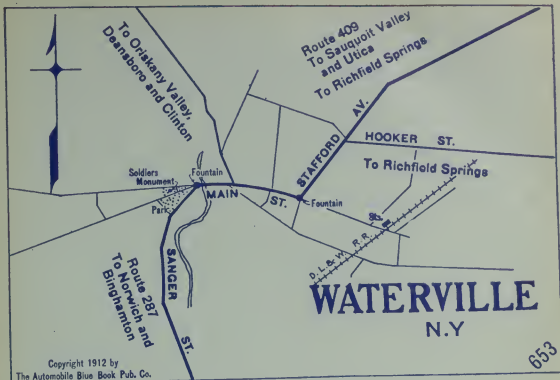 To Oriskany Valley,
Deansboro and Clinton
Route 409
To Sauquoit Valley
and Utica
To Richfield Springs
STAFFORD AV.
HOOKER ST.
To Richfield Springs
Soldiers
Monument
Fountain
MAIN ST.
Fountain
Park
Sta.
D. L. & W. R. R.
SANGER ST.
Route 287
To Norwich and
Binghamton
WATERVILLE
N.Y
Copyright 1912 by
The Automobile Blue Book Pub. Co.
653